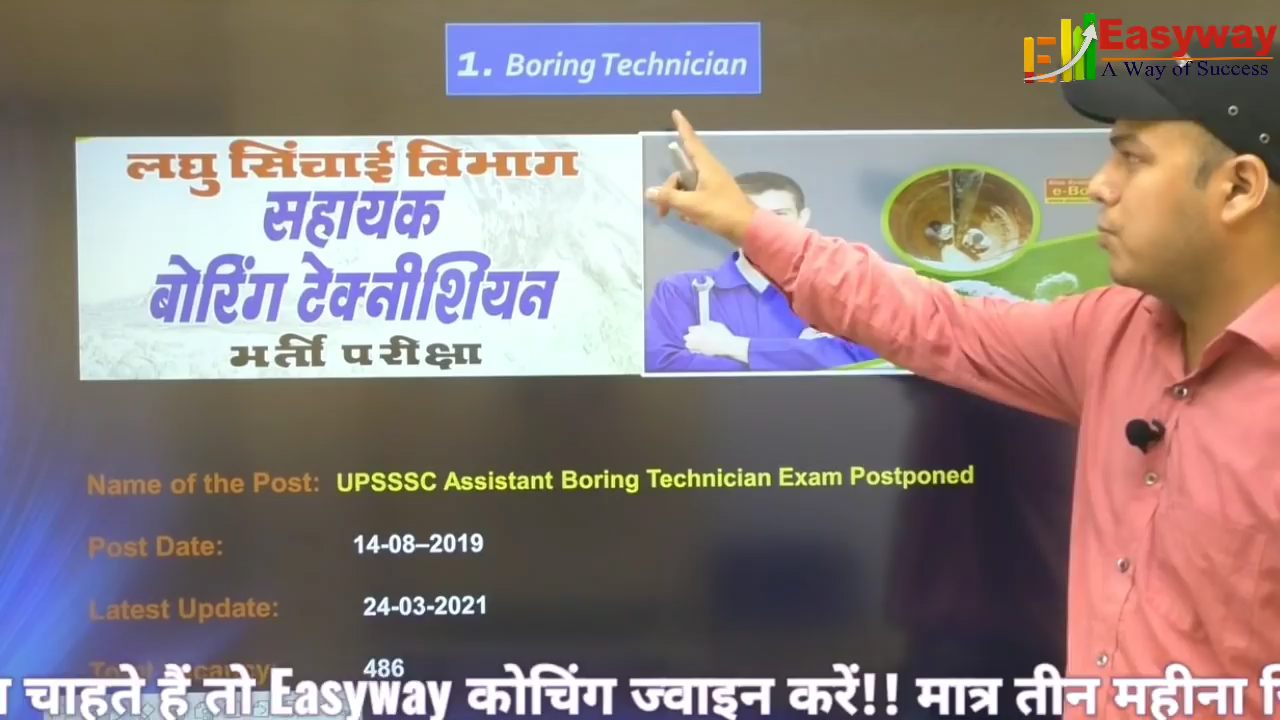 1. Boring Technician
Easyway
A Way of Success
लघु सिंचाई विभाग
सहायक
बोरिंग टेक्नीशियन
भर्ती परीक्षा
Name of the Post: UPSSSC Assistant Boring Technician Exam Postponed
Post Date: 14-08–2019
Latest Update: 24-03-2021
486
चाहते हैं तो Easyway कोचिंग ज्वाइन करें!! मात्र तीन महीना